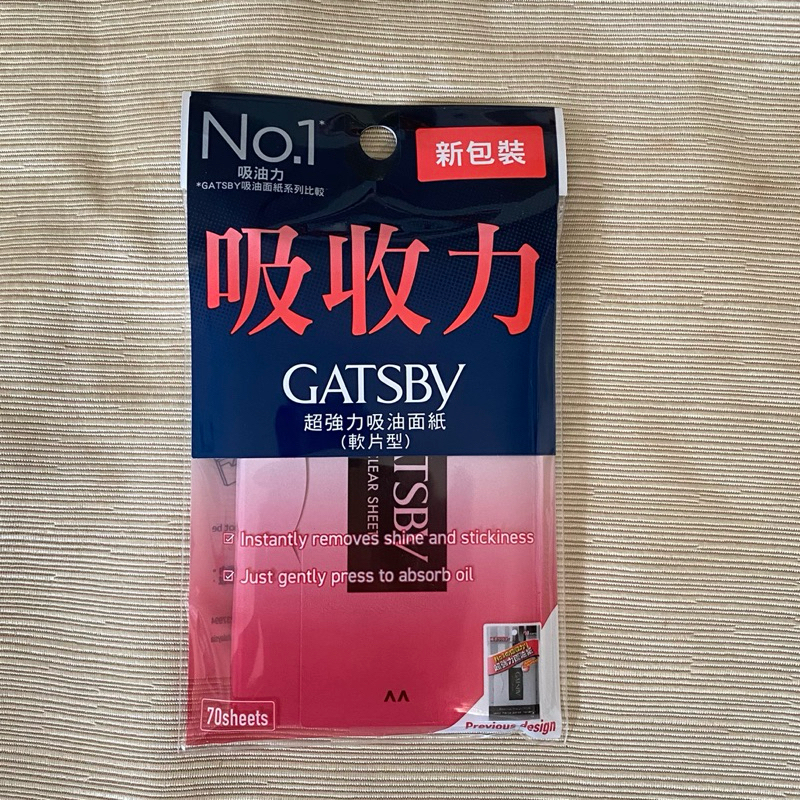 No.1*
吸油力
*GATSBY吸油面紙系列比較
新包裝
吸收力
GATSBY
超強力吸油面紙
(軟片型)
ATSBY
CLEAR SHEET
Instantly removes shine and stickiness
Just gently press to absorb oil
70sheets
GATSBY
Previous design